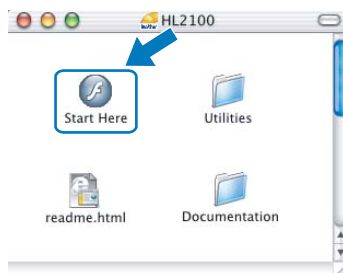 HL2100
Start Here
Utilities
readme.html
Documentation